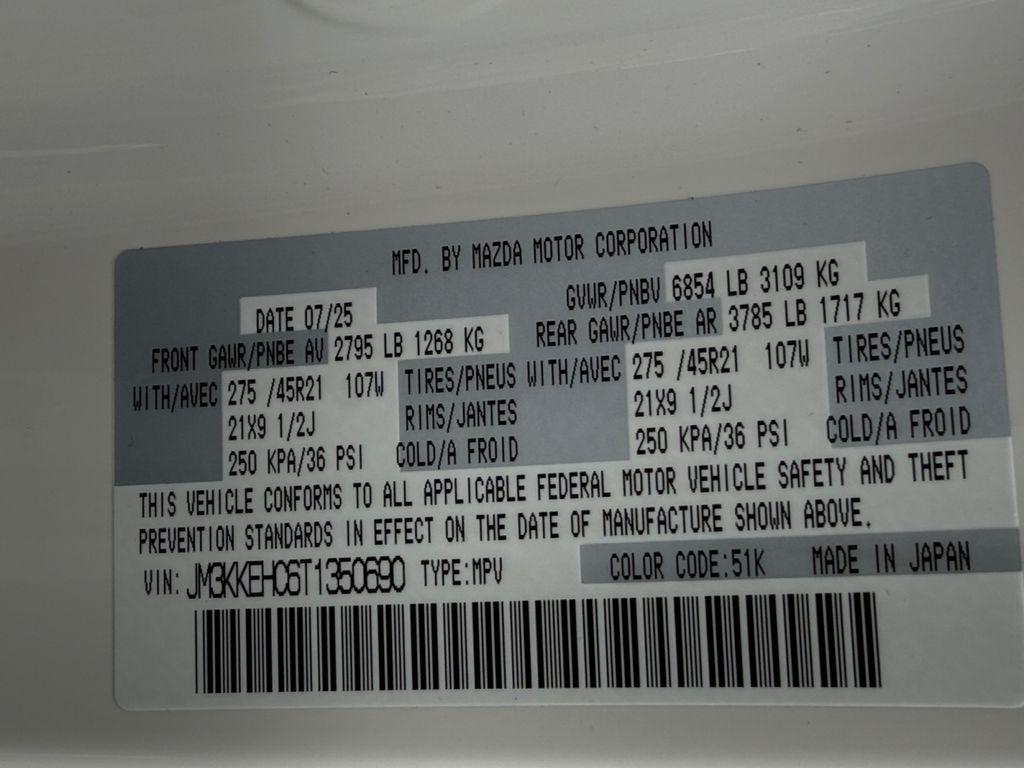 MFD. BY MAZDA MOTOR CORPORATION
DATE 07/25 GVWR/PNBV 6854 LB 3109 KG
FRONT GAWR/PNBE AV 2795 LB 1268 KG REAR GAWR/PNBE AR 3785 LB 1717 KG
WITH/AVEC 275 /45R21 107W TIRES/PNEUS WITH/AVEC 275 /45R21 107W TIRES/PNEUS
21X9 1/2J RIMS/JANTES 21X9 1/2J RIMS/JANTES
250 KPA/36 PSI COLD/A FROID 250 KPA/36 PSI COLD/A FROID
THIS VEHICLE CONFORMS TO ALL APPLICABLE FEDERAL MOTOR VEHICLE SAFETY AND THEFT
PREVENTION STANDARDS IN EFFECT ON THE DATE OF MANUFACTURE SHOWN ABOVE.
VIN: JM3KKEHC6T1350690 TYPE:MPV COLOR CODE:51K MADE IN JAPAN